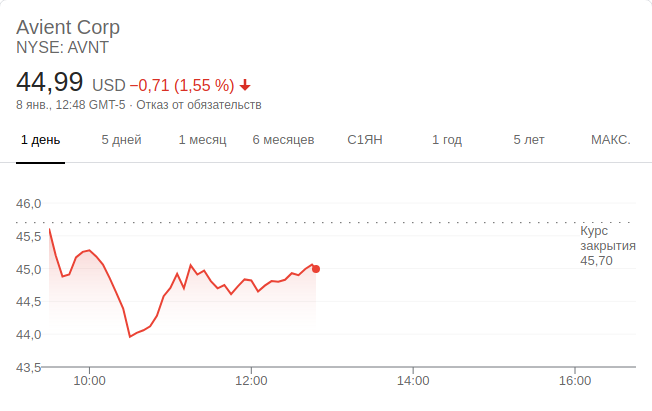 Avient Corp
NYSE: AVNT
44,99 USD −0,71 (1,55 %)
8 янв., 12:48 GMT-5 · Отказ от обязательств
1 день 5 дней 1 месяц 6 месяцев С1ЯН 1 год 5 лет МАКС.
46,0
45,5
45,0
44,5
44,0
43,5
Курс
закрытия
45,70
10:00 12:00 14:00 16:00